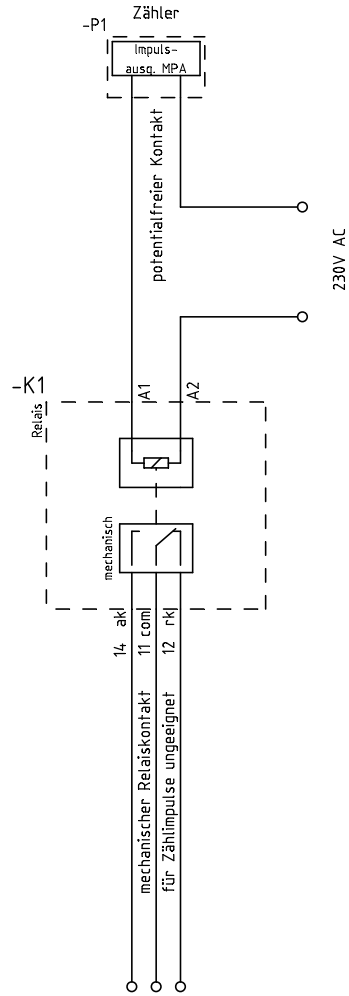 Zähler
-P1
Impuls-
ausg. MPA
potentialfreier Kontakt
230V AC
-K1
Relais
A1
A2
mechanisch
14 ak
11 com
12 rk
mechanischer Relaiskontakt
für Zählimpulse ungeeignet